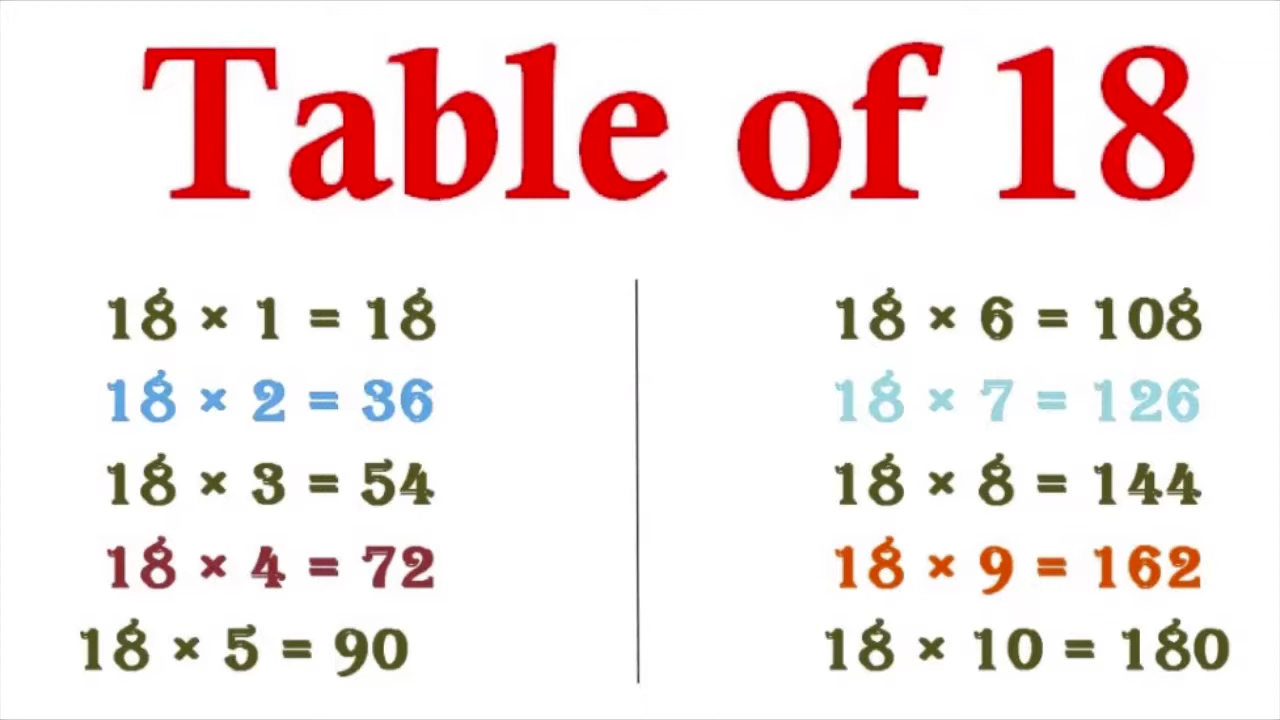 Table of 18
18 × 1 = 18
18 × 2 = 36
18 × 3 = 54
18 × 4 = 72
18 × 5 = 90
18 × 6 = 108
18 × 7 = 126
18 × 8 = 144
18 × 9 = 162
18 × 10 = 180